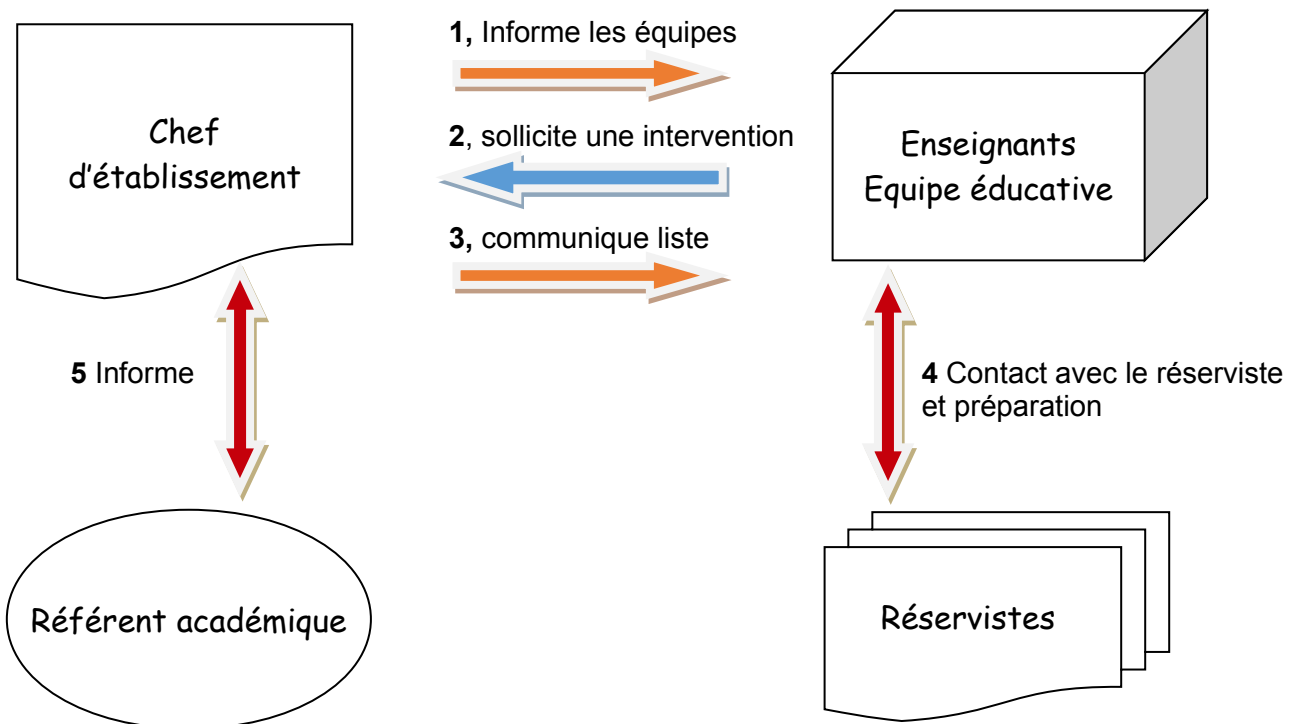 1, Informe les équipes
Chef
d'établissement
2, sollicite une intervention
Enseignants
Equipe éducative
3, communique liste
5 Informe
4 Contact avec le réserviste
et préparation
Référent académique
Réservistes